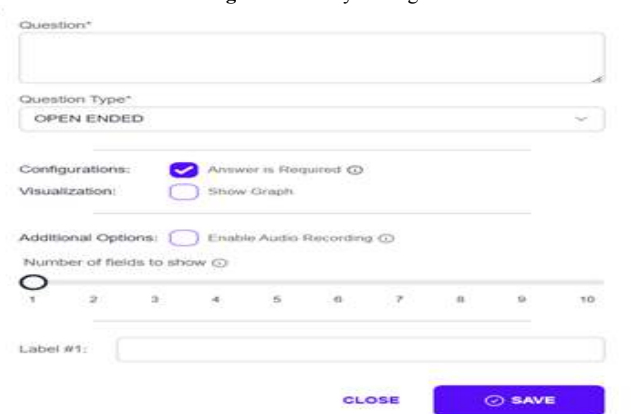 Question*
Question Type*
OPEN ENDED
Configurations: Answer is Required
Visualization: Show Graph
Additional Options: Enable Audio Recording
Number of fields to show
1 2 3 4 5 6 7 8 9 10
Label #1:
CLOSE SAVE